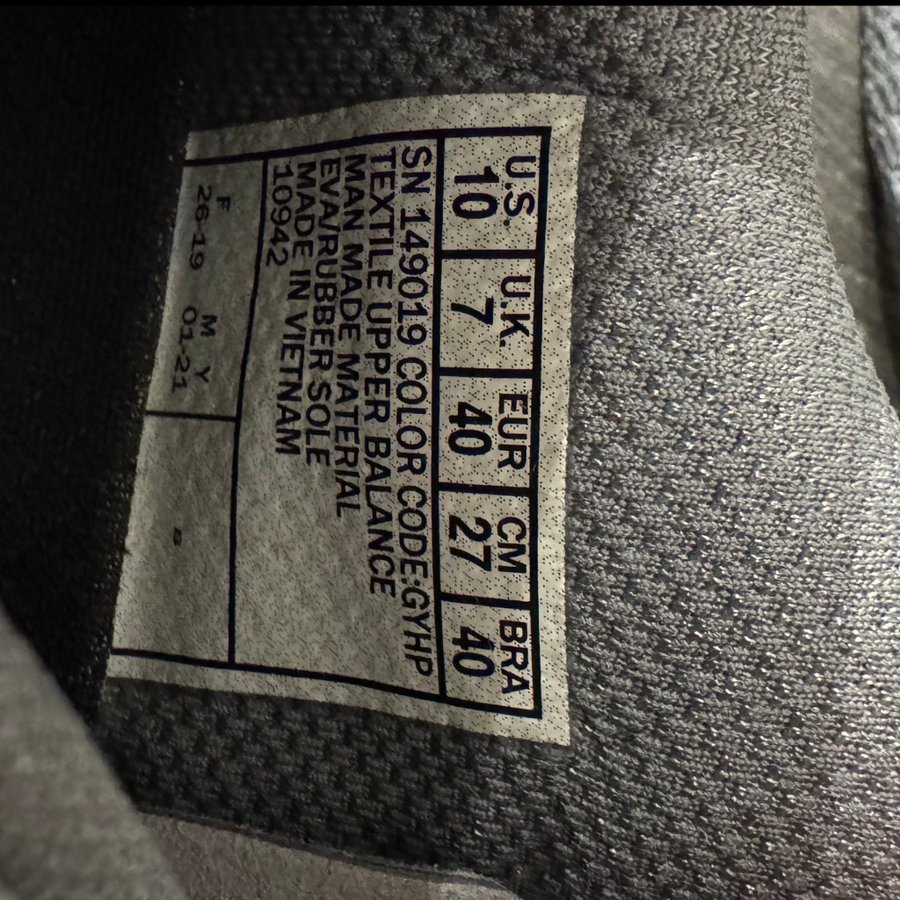 U.S. U.K. EUR CM BRA
10 7 40 27 40
SN 149019 COLOR CODE:GYHP
TEXTILE UPPER BALANCE
MAN MADE MATERIAL
EVA/RUBBER SOLE
MADE IN VIETNAM
10942
F M Y
26-19 01-21